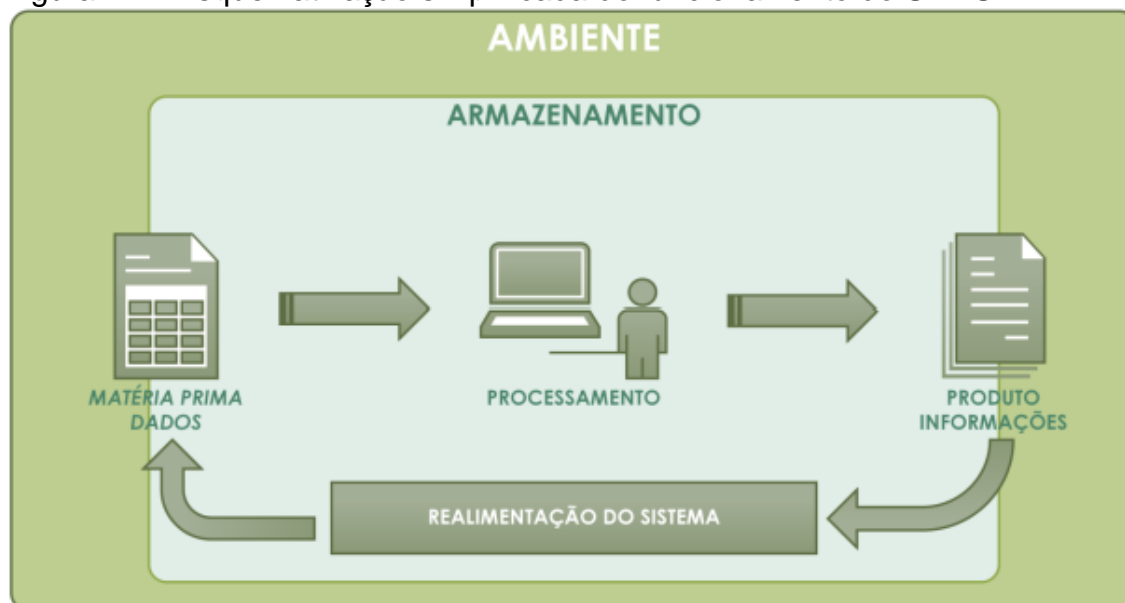 AMBIENTE
ARMAZENAMENTO
MATÉRIA PRIMA
DADOS
PROCESSAMENTO
PRODUTO
INFORMAÇÕES
REALIMENTAÇÃO DO SISTEMA